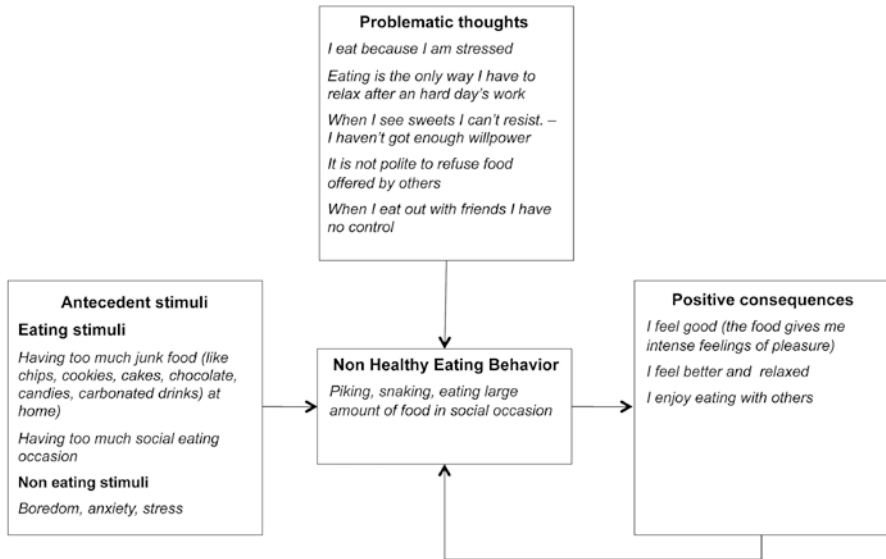 Problematic thoughts
I eat because I am stressed
Eating is the only way I have to
relax after an hard day's work
When I see sweets I can't resist. –
I haven't got enough willpower
It is not polite to refuse food
offered by others
When I eat out with friends I have
no control
Antecedent stimuli
Eating stimuli
Having too much junk food (like
chips, cookies, cakes, chocolate,
candies, carbonated drinks) at
home)
Having too much social eating
occasion
Non eating stimuli
Boredom, anxiety, stress
Non Healthy Eating Behavior
Piking, snaking, eating large
amount of food in social occasion
Positive consequences
I feel good (the food gives me
intense feelings of pleasure)
I feel better and relaxed
I enjoy eating with others